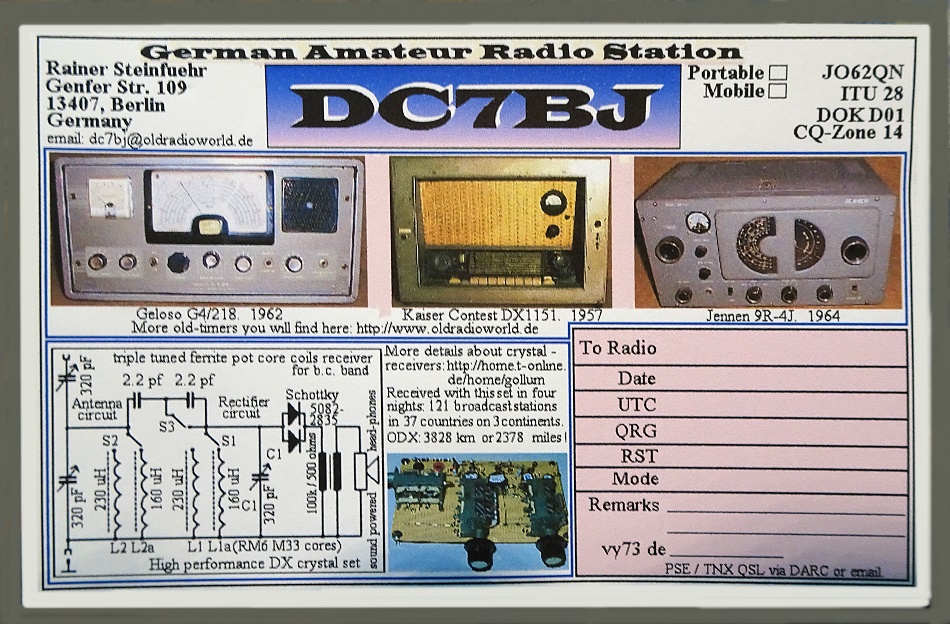 German Amateur Radio Station
Rainer Steinfuehr
Genfer Str. 109
13407, Berlin
Germany
email: dc7bj@oldradioworld.de
DC7BJ
Portable
Mobile
JO62QN
ITU 28
DOK D01
CQ-Zone 14
Geloso G4/218. 1962
Kaiser Contest DX1151. 1957
Jennen 9R-4J. 1964
More old-timers you will find here: http://www.oldradioworld.de
triple tuned ferrite pot core coils receiver
for b.c. band
320 pF
2.2 pf 2.2 pf
Antenna
circuit
Rectifier
circuit
Schottky
5082-
2835
head-phones
S3
S2
S1
C1
320 pF
230 uH
160 uH
230 uH
160 uH
C1
320 pF
100k / 500 ohms
sound powered
L2 L2a
L1 L1a(RM6 M33 cores)
High performance DX crystal set
More details about crystal -
receivers: http://home.t-online.
de/home/gollum
Received with this set in four
nights: 121 broadcast stations
in 37 countries on 3 continents.
ODX: 3828 km or 2378 miles!
To Radio
Date
UTC
QRG
RST
Mode
Remarks
vy73 de
PSE / TNX QSL via DARC or email